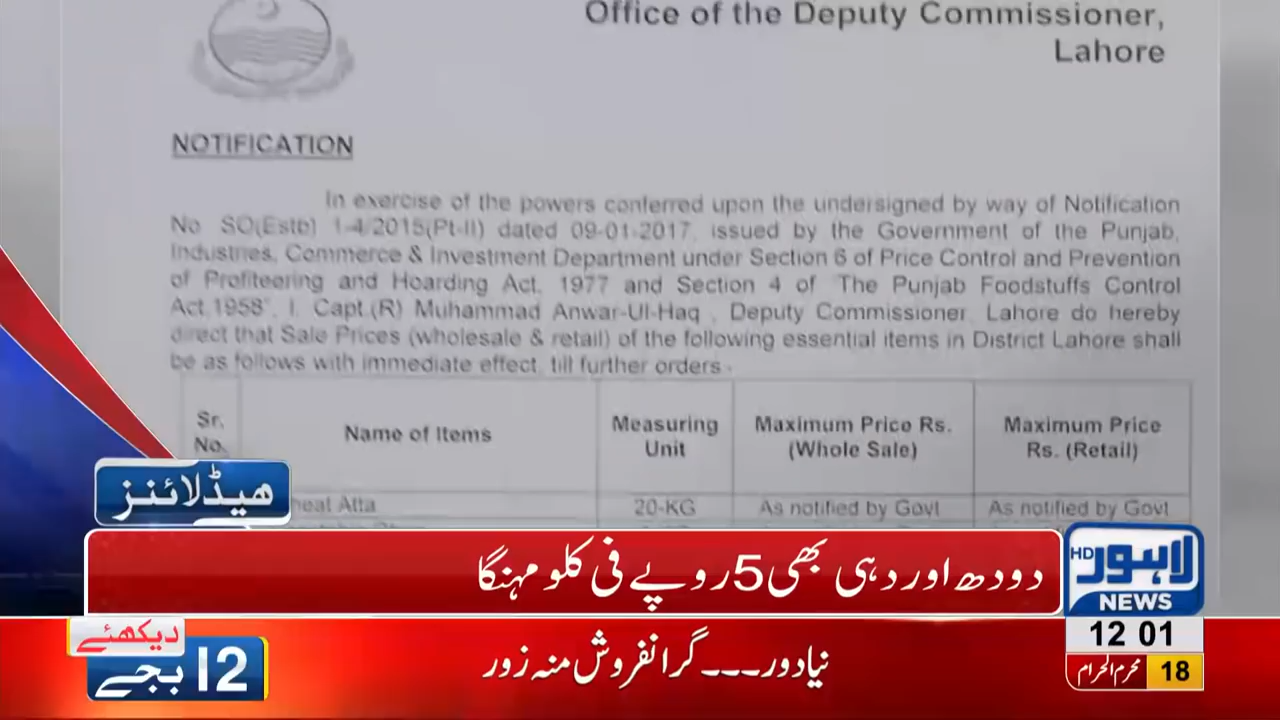 Office of the Deputy Commissioner,
Lahore
NOTIFICATION
In exercise of the powers conferred upon the undersigned by way of Notification
No. SO(Estb) 1-4/2015(Pt-II) dated 09-01-2017, issued by the Government of the Punjab,
Industries, Commerce & Investment Department under Section 6 of Price Control and Prevention
of Profiteering and Hoarding Act, 1977 and Section 4 of "The Punjab Foodstuffs Control
Act,1958", I, Capt.(R) Muhammad Anwar-Ul-Haq , Deputy Commissioner, Lahore do hereby
direct that Sale Prices (wholesale & retail) of the following essential items in District Lahore shall
be as follows with immediate effect, till further orders:-
Sr. No. Name of Items Measuring Unit Maximum Price Rs. (Whole Sale) Maximum Price Rs. (Retail)
heat Atta 20-KG As notified by Govt As notified by Govt
ہیڈلائنز
دودھ اور دہی بھی 5 روپے فی کلو مہنگا
لاہور HD
NEWS
12 01
18 محرم الحرام
دیکھئے
12 بجے
نیا دور۔۔۔گرانفروش منہ زور